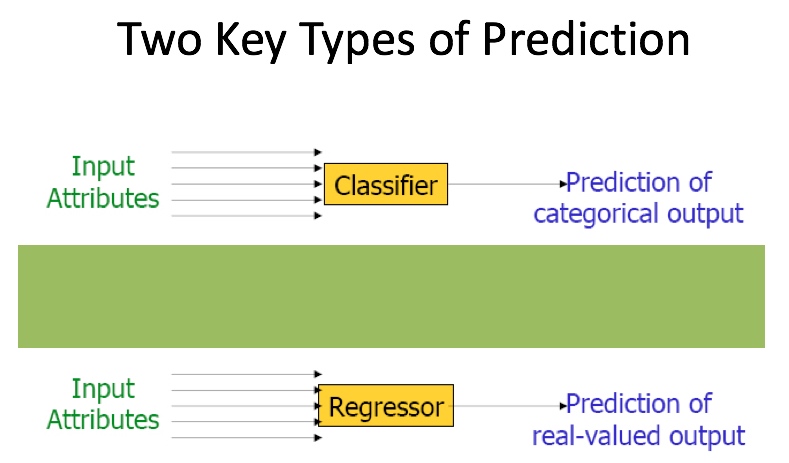 Two Key Types of Prediction
Input
Attributes
Classifier
Prediction of
categorical output
Input
Attributes
Regressor
Prediction of
real-valued output